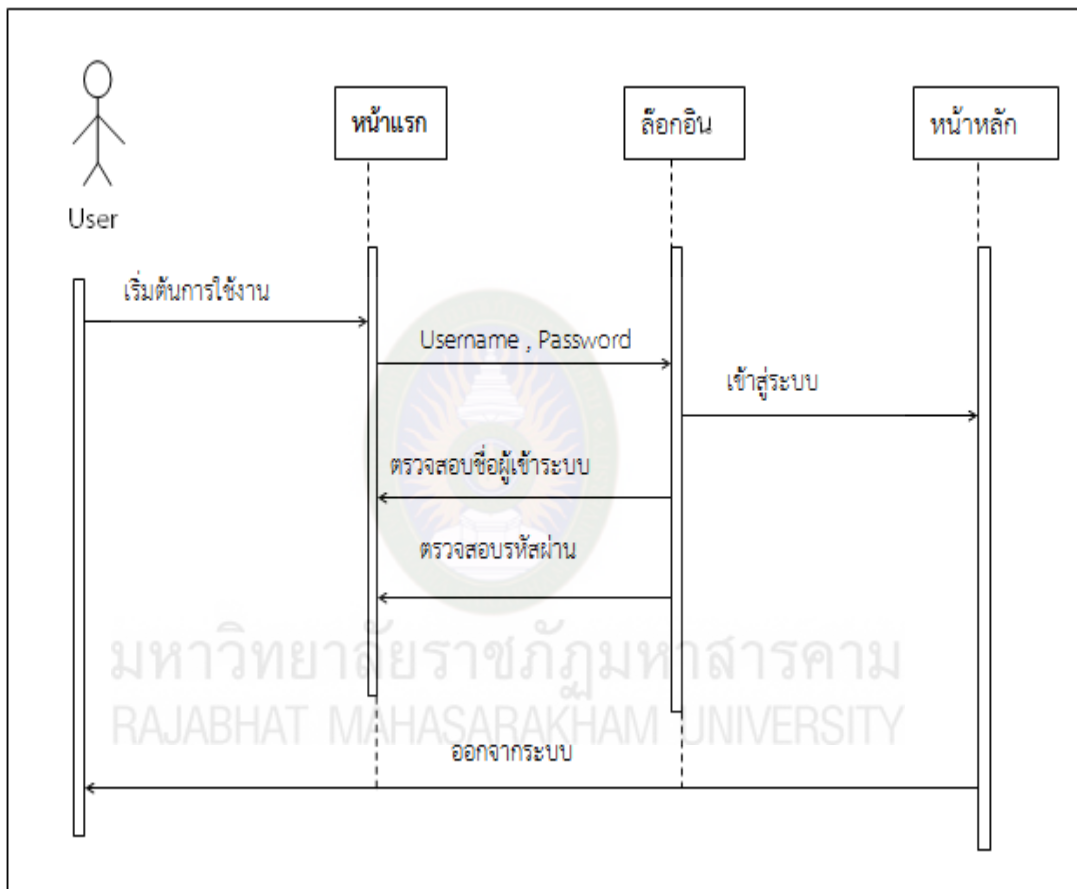 หน้าแรก
ล๊อกอิน
หน้าหลัก
User
เริ่มต้นการใช้งาน
Username , Password
เข้าสู่ระบบ
ตรวจสอบชื่อผู้เข้าระบบ
ตรวจสอบรหัสผ่าน
มหาวิทยาลัยราชภัฏมหาสารคาม
RAJABHAT MAHASARAKHAM UNIVERSITY
ออกจากระบบ